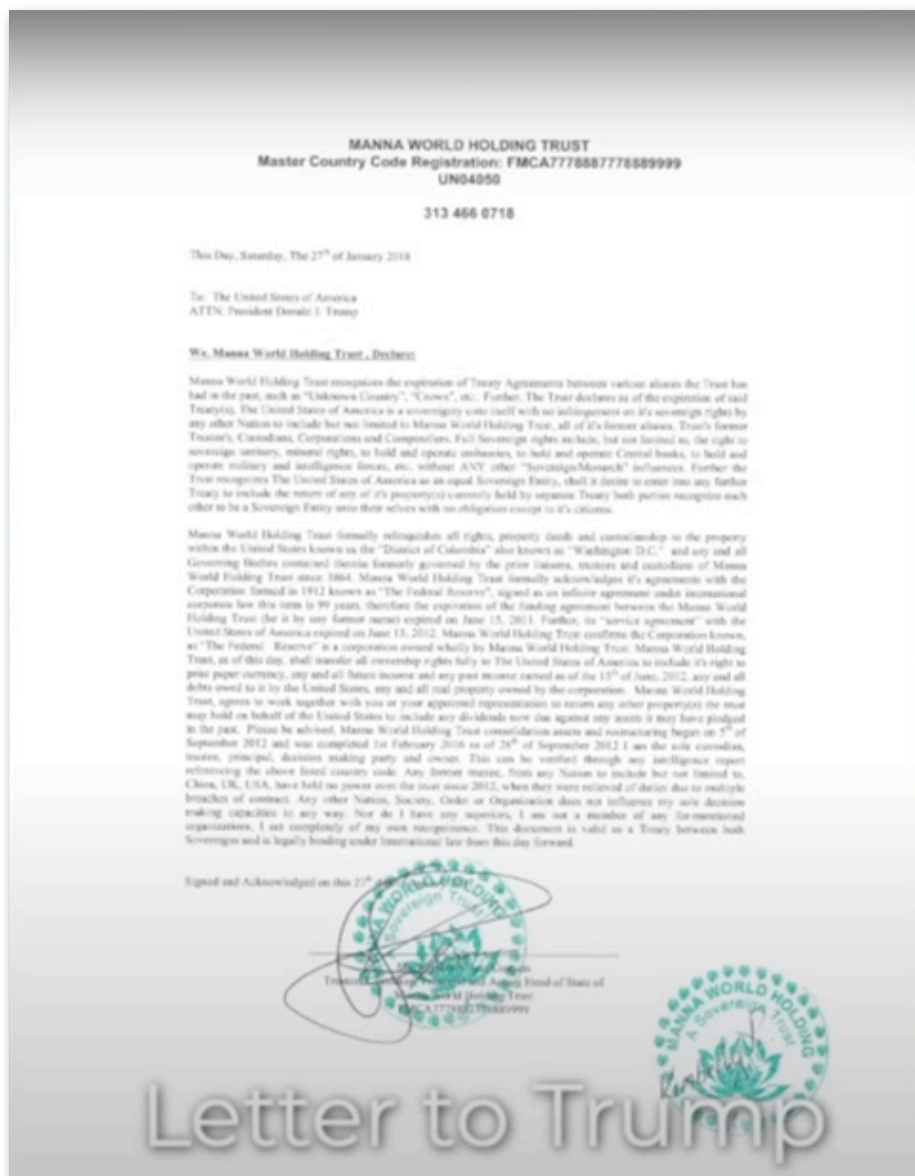 MANNA WORLD HOLDING TRUST
Master Country Code Registration: FMCA7778887778889999
UN04050
313 466 0718
This Day, Saturday, The 27th of January 2018
To: The United States of America
ATTN: President Donald J. Trump
We, Manna World Holding Trust , Declare:
Manna World Holding Trust recognizes the expiration of Treaty Agreements between various aliases the Trust has
had in the past, such as "Unknown Country", "Crown", etc. Further, The Trust declares as of the expiration of said
Treaty(s), The United States of America is a sovereignty unto itself with no infringement on it's sovereign rights by
any other Nation to include but not limited to Manna World Holding Trust, all of it's former aliases, Trust's former
Trustee's, Custodians, Corporations and Comptrollers. Full Sovereign rights include, but not limited to, the right to
sovereign territory, mineral rights, to hold and operate embassies, to hold and operate Central banks, to hold and
operate military and intelligence forces, etc. without ANY other "Sovereign/Monarch" influences. Further the
Trust recognizes The United States of America as an equal Sovereign Entity, shall it desire to enter into any further
Treaty to include the return of any of it's property(s) currently held by separate Treaty both parties recognize each
other to be a Sovereign Entity unto their selves with no obligation except to it's citizens.
Manna World Holding Trust formally relinquishes all rights, property deeds and custodianship to the property
within the United States known as the "District of Columbia" also known as "Washington D.C." and any and all
Governing Bodies contained therein formerly governed by the prior liaisons, trustees and custodians of Manna
World Holding Trust since 1864. Manna World Holding Trust formally acknowledges it's agreements with the
Corporation formed in 1912 known as "The Federal Reserve", signed as an infinite agreement under international
corporate law this term is 99 years, therefore the expiration of the funding agreement between the Manna World
Holding Trust (be it by any former name) expired on June 15, 2011. Further, its "service agreement" with the
United States of America expired on June 15, 2012. Manna World Holding Trust confirms the Corporation known,
as "The Federal Reserve" is a corporation owned wholly by Manna World Holding Trust. Manna World Holding
Trust, as of this day, shall transfer all ownership rights fully to The United States of America to include it's right to
print paper currency, any and all future income and any past income earned as of the 15th of June, 2012, any and all
debts owed to it by the United States, any and all real property owned by the corporation. Manna World Holding
Trust, agrees to work together with you or your appointed representation to return any other property(s) the trust
may hold on behalf of the United States to include any dividends now due against any assets it may have pledged
in the past. Please be advised, Manna World Holding Trust consolidation assets and restructuring began on 5th of
September 2012 and was completed 1st February 2016 as of 28th of September 2012 I am the sole custodian,
trustee, principal, decision making party and owner. This can be verified through any intelligence report
referencing the above listed country code. Any former trustee, from any Nation to include but not limited to,
China, UK, USA, have held no power over the trust since 2012, when they were relieved of duties due to multiple
breaches of contract. Any other Nation, Society, Order or Organization does not influence my sole decision
making capacities in any way. Nor do I have any superiors, I am not a member of any for-mentioned
organizations, I act completely of my own recognizance. This document is valid as a Treaty between both
Sovereigns and is legally binding under International law from this day forward.
Signed and Acknowledged on this 27th
MANNA WORLD HOLDING
A Sovereign Trust
and Acting Head of State of
Manna World Holding Trust
FMCA7778887778889999
MANNA WORLD HOLDING
A Sovereign Trust
Letter to Trump